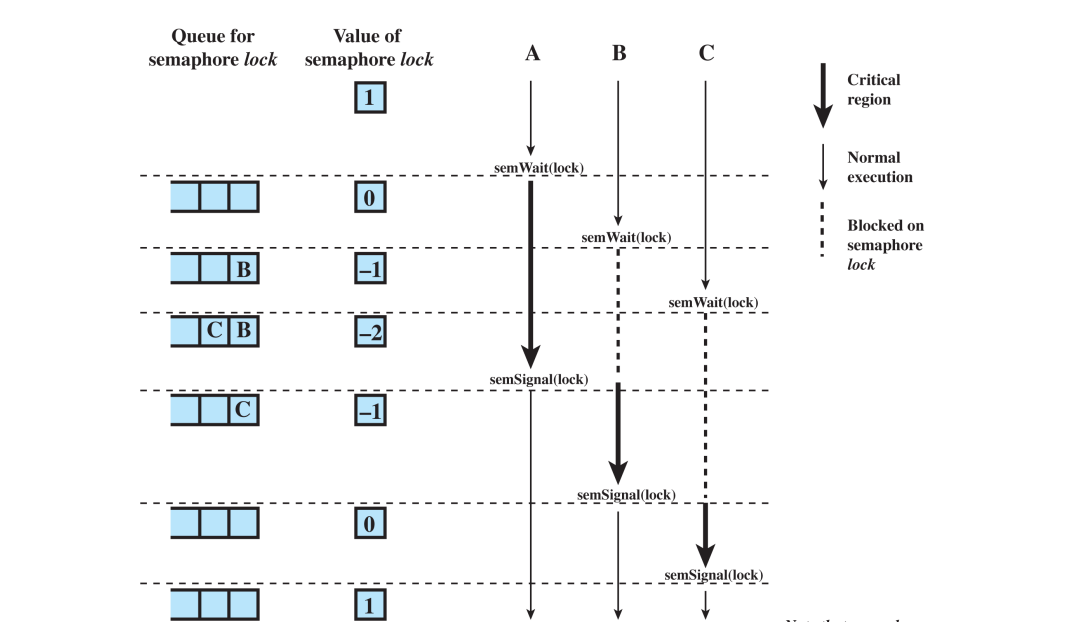 Queue for
semaphore lock
Value of
semaphore lock
A
B
C
1
Critical
region
Normal
execution
Blocked on
semaphore
lock
semWait(lock)
0
semWait(lock)
B
–1
semWait(lock)
C B
–2
semSignal(lock)
C
–1
semSignal(lock)
0
semSignal(lock)
1